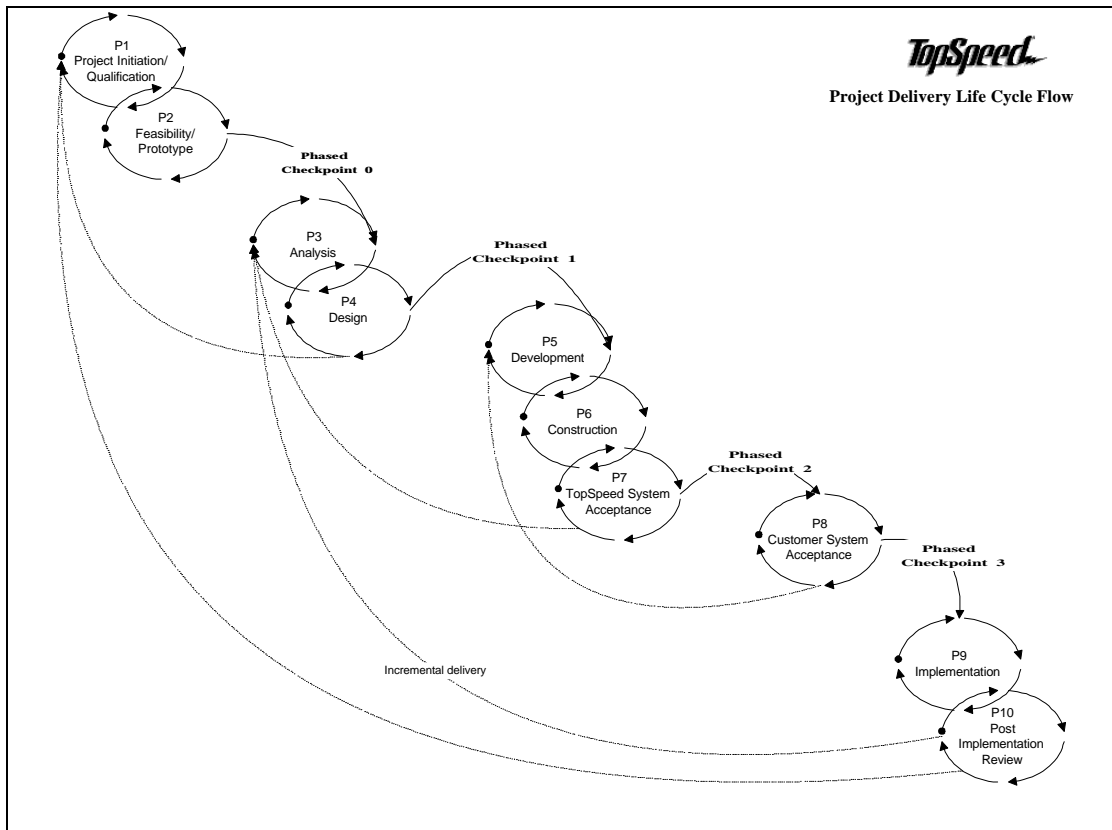 TopSpeed
Project Delivery Life Cycle Flow
P1
Project Initiation/
Qualification
P2
Feasibility/
Prototype
Phased
Checkpoint 0
P3
Analysis
P4
Design
Phased
Checkpoint 1
P5
Development
P6
Construction
P7
TopSpeed System
Acceptance
Phased
Checkpoint 2
P8
Customer System
Acceptance
Phased
Checkpoint 3
P9
Implementation
P10
Post
Implementation
Review
Incremental delivery